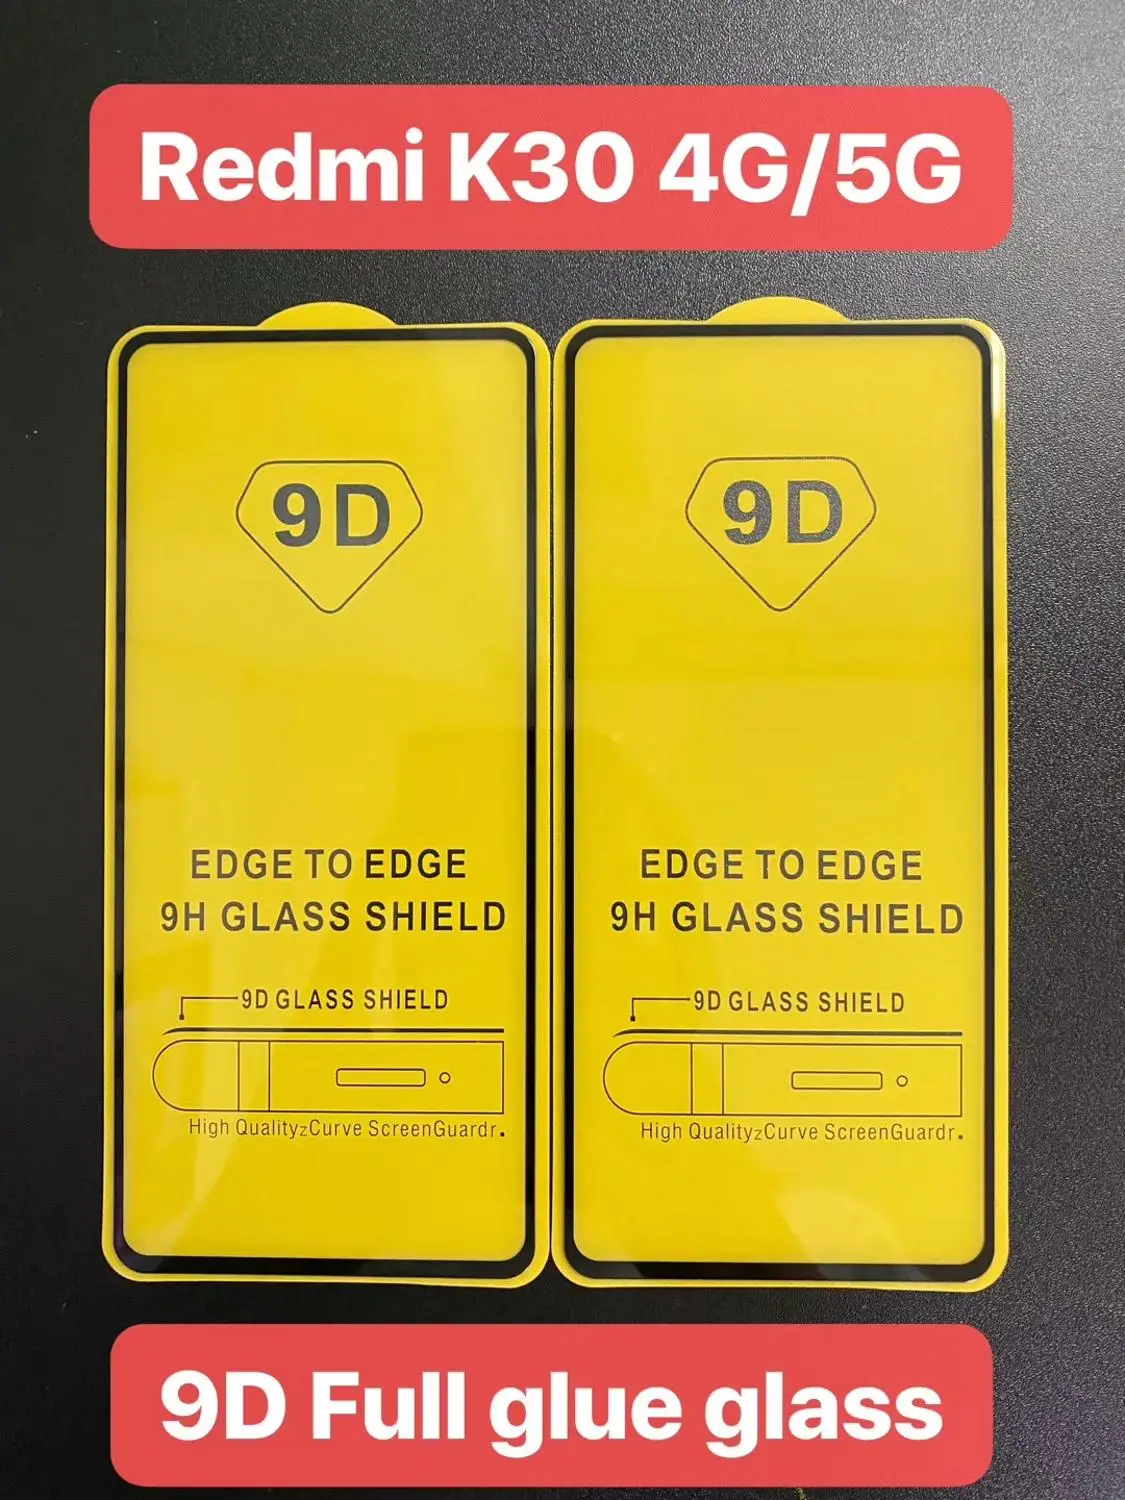 Redmi K30 4G/5G
9D
EDGE TO EDGE
9H GLASS SHIELD
9D GLASS SHIELD
High QualityzCurve ScreenGuardr.
9D
EDGE TO EDGE
9H GLASS SHIELD
9D GLASS SHIELD
High QualityzCurve ScreenGuardr.
9D Full glue glass